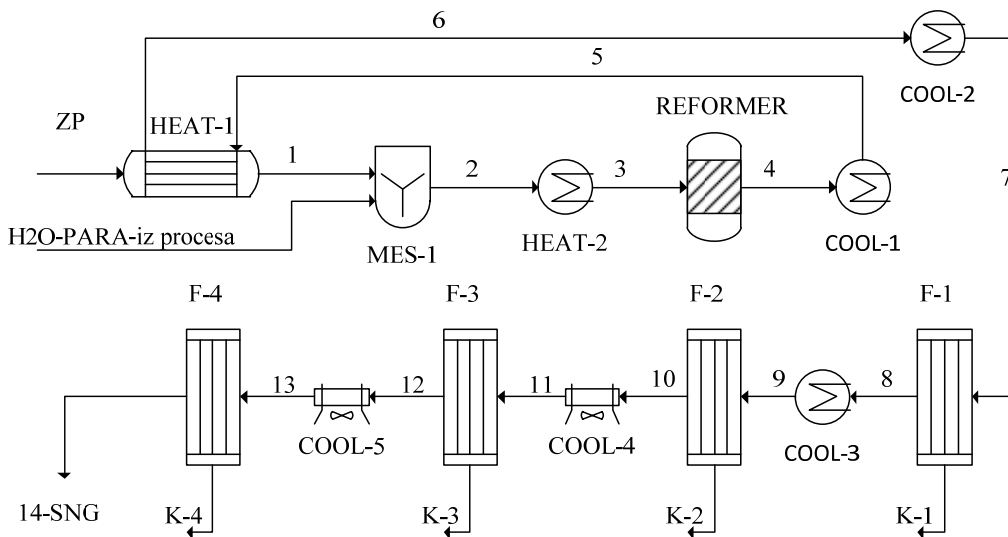 6
COOL-2
5
REFORMER
ZP
HEAT-1
1
2
3
4
7
H2O-PARA-iz procesa
MES-1
HEAT-2
COOL-1
F-4
F-3
F-2
F-1
13
12
11
10
9
8
COOL-5
COOL-4
COOL-3
14-SNG
K-4
K-3
K-2
K-1